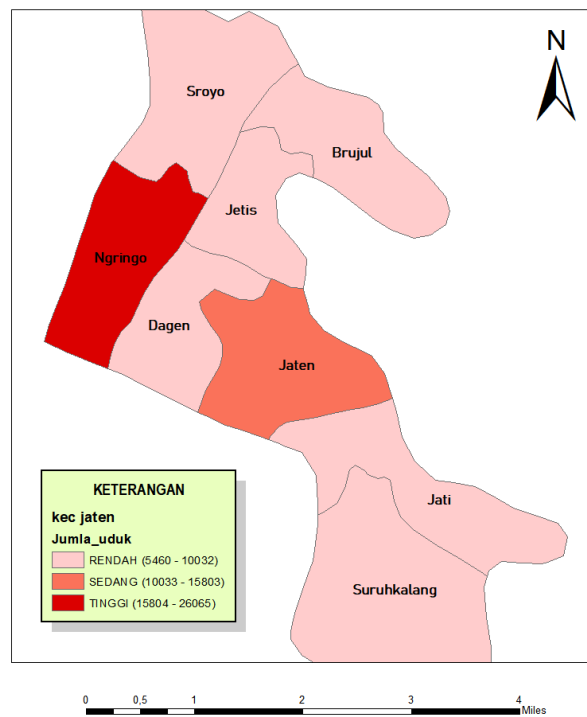 N
Sroyo
Brujul
Jetis
Ngringo
Dagen
Jaten
Jati
Suruhkalang
KETERANGAN
kec jaten
Jumla_uduk
RENDAH (5460 - 10032)
SEDANG (10033 - 15803)
TINGGI (15804 - 26065)
0 0,5 1 2 3 4
Miles